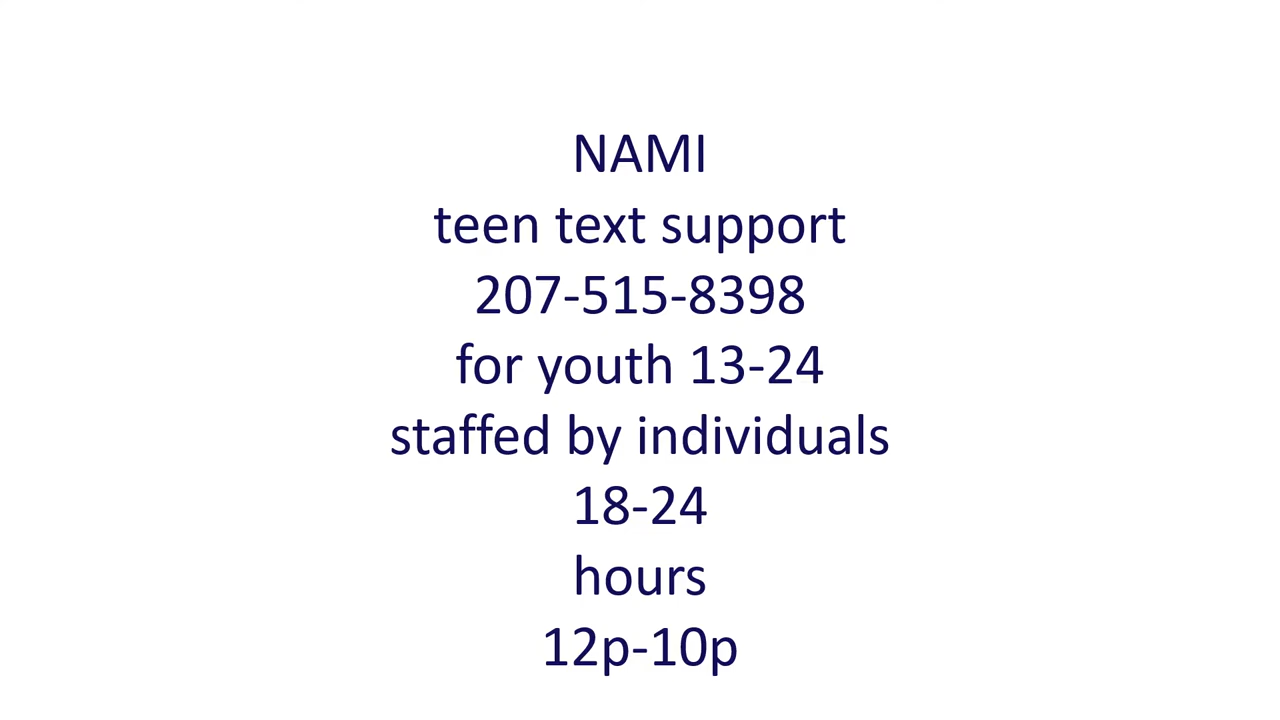 NAMI
teen text support
207-515-8398
for youth 13-24
staffed by individuals
18-24
hours
12p-10p